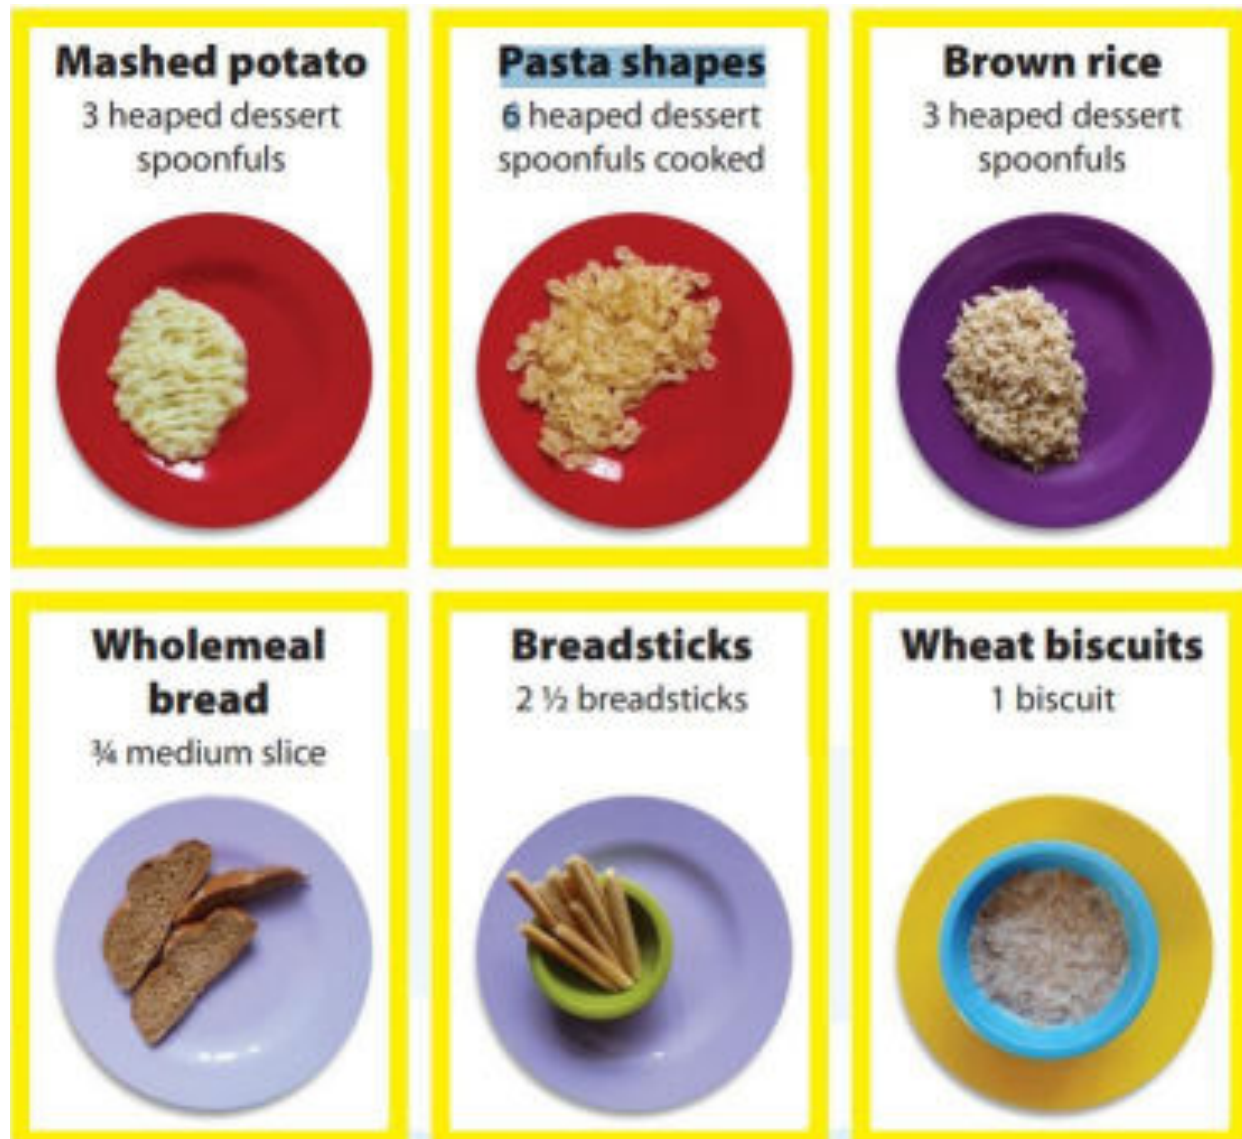 Mashed potato
3 heaped dessert
spoonfuls
Pasta shapes
6 heaped dessert
spoonfuls cooked
Brown rice
3 heaped dessert
spoonfuls
Wholemeal
bread
¾ medium slice
Breadsticks
2 ½ breadsticks
Wheat biscuits
1 biscuit